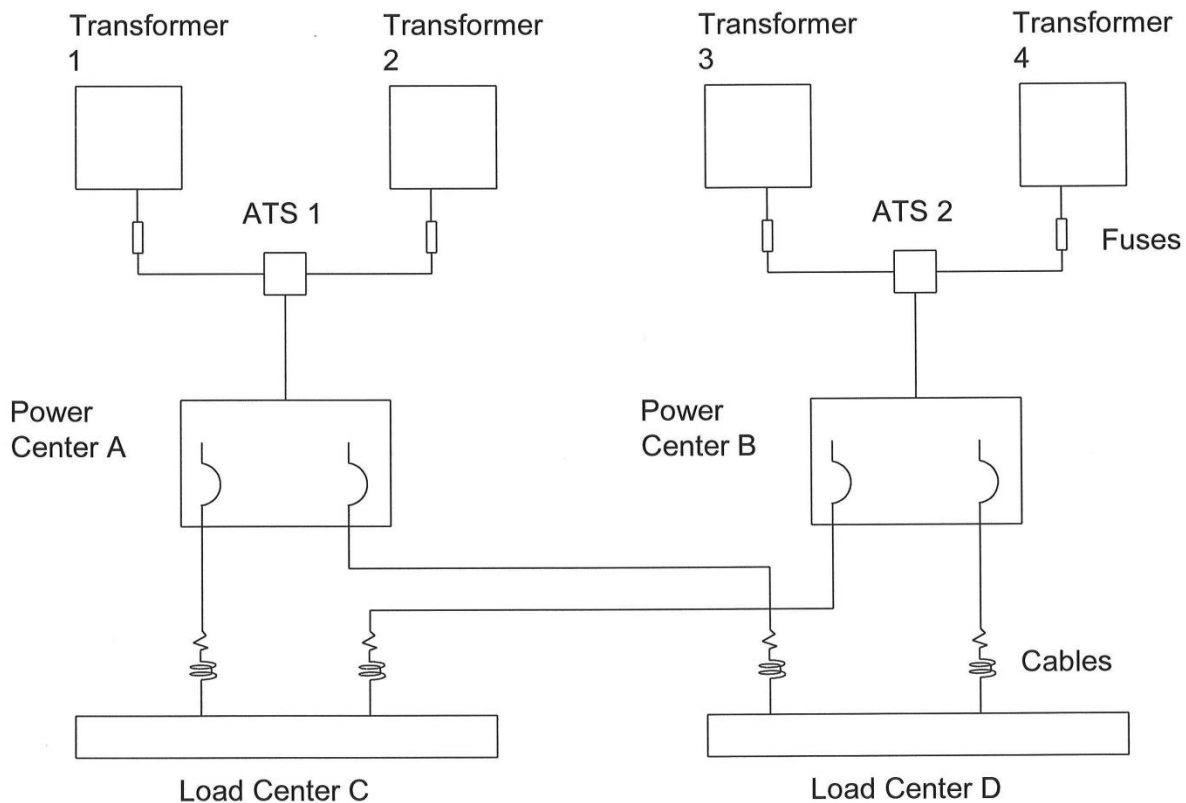 Transformer
1
Transformer
2
Transformer
3
Transformer
4
ATS 1
ATS 2
Fuses
Power
Center A
Power
Center B
Cables
Load Center C
Load Center D